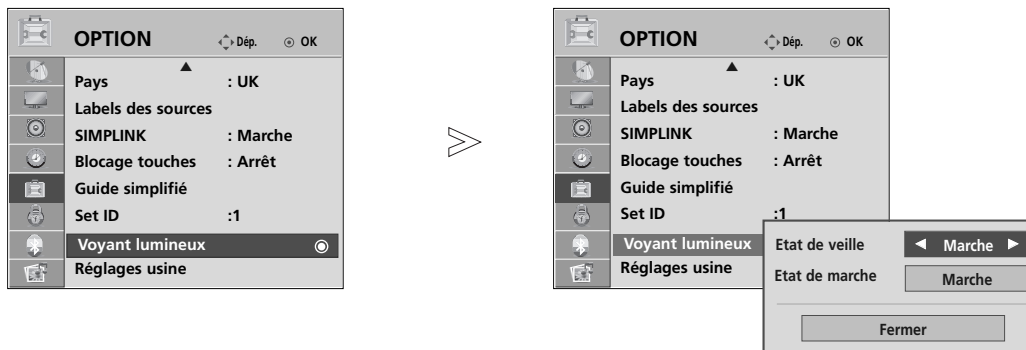 OPTION Dép. OK
Pays : UK
Labels des sources
SIMPLINK : Marche
Blocage touches : Arrêt
Guide simplifié
Set ID :1
Voyant lumineux
Réglages usine
OPTION Dép. OK
Pays : UK
Labels des sources
SIMPLINK : Marche
Blocage touches : Arrêt
Guide simplifié
Set ID :1
Voyant lumineux
Réglages usine
Etat de veille Marche
Etat de marche Marche
Fermer